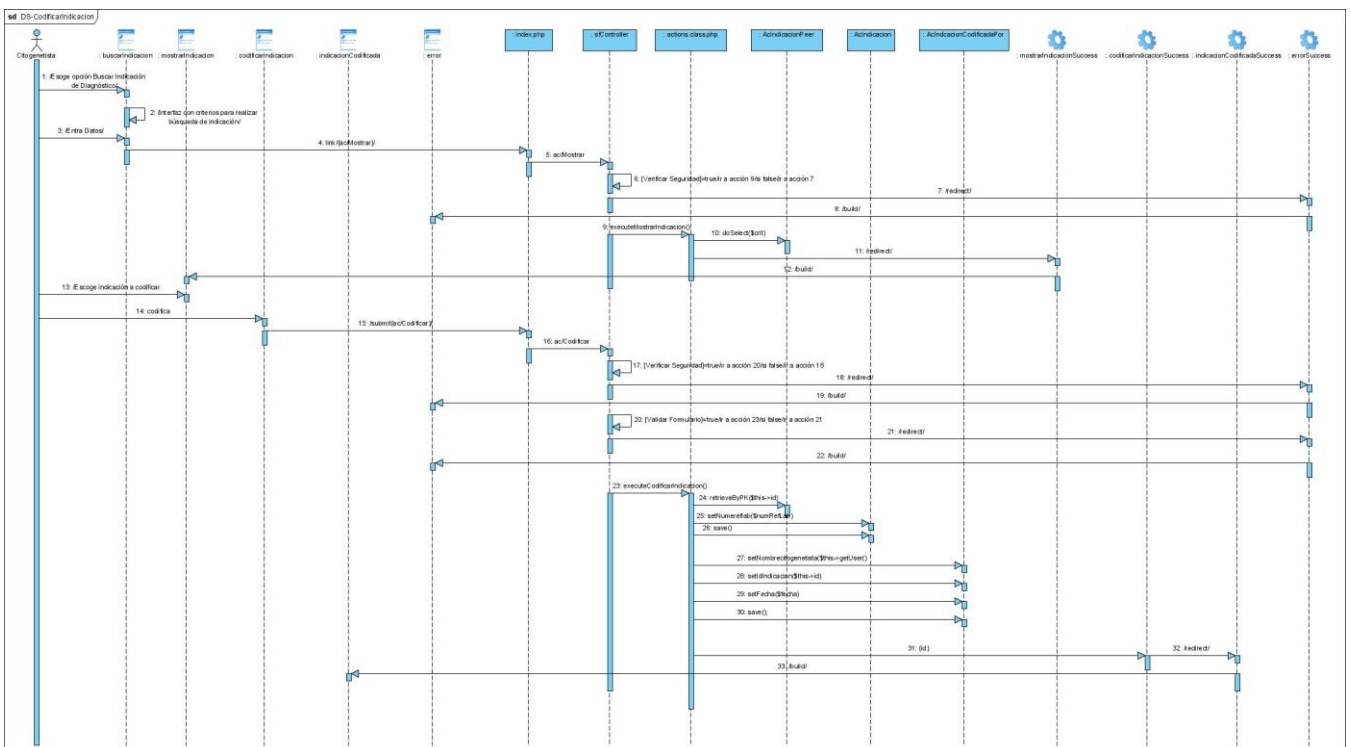 sd DS-CodificarIndicacion
Citogenetista
: buscarIndicacion
: mostrarIndicacion
: codificarIndicacion
: indicacionCodificada
: error
: index.php
: sfController
: actions.class.php
: AcIndicacionPeer
: AcIndicacion
: AcIndicacionCodificadaPor
: mostrarIndicacionSuccess
: codificarIndicacionSuccess
: indicacionCodificadaSuccess
: errorSuccess
1: /Esoge opción Buscar Indicación
de Diagnóstico/
2: /Interfaz con criterios para realizar
búsqueda de indicación/
3: /Entra Datos/
4: link /(ac/Mostrar)/
5: ac/Mostrar
6: [Verificar Seguridad]=true/ir a acción 9/si false/ir a acción 7
7: /redirect/
8: /build/
9: executeMostrarIndicacion()
10: doSelect($crit)
11: /redirect/
12: /build/
13: /Escoge indicación a codificar
14: codifica
15: /submit(ac/Codificar)/
16: ac/Codificar
17: [Verificar Seguridad]=true/ir a acción 20/si false/ir a acción 18
18: /redirect/
19: /build/
20: [Validar Formulario]=true/ir a acción 23/si false/ir a acción 21
21: /redirect/
22: /build/
23: executeCodificarIndicacion()
24: retrieveByPK($this->id)
25: setNumereflab($numRefLab)
26: save()
27: setNombrecitogenetista($this->getUser()
28: setIdIndicacion($this->id)
29: setFecha($fecha)
30: save();
31: {id }
32: /redirect/
33: /build/